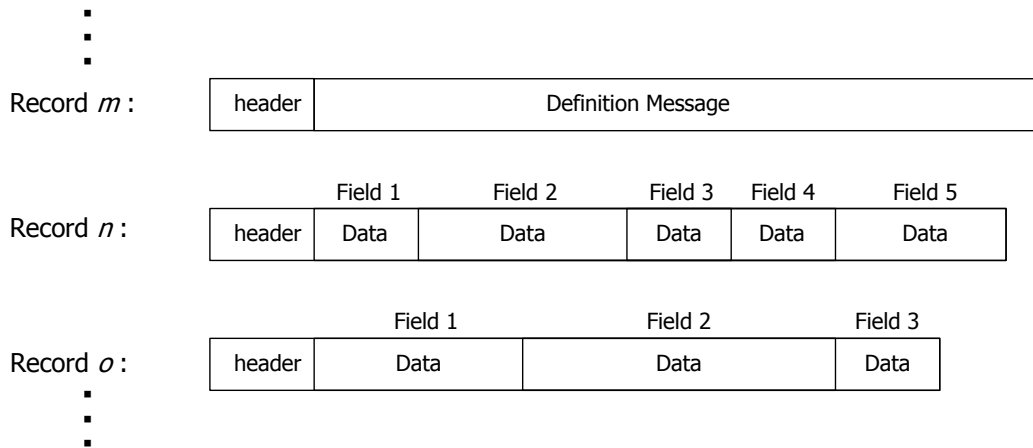 Record m :
header Definition Message
Field 1 Field 2 Field 3 Field 4 Field 5
Record n :
header Data Data Data Data Data
Field 1 Field 2 Field 3
Record o :
header Data Data Data